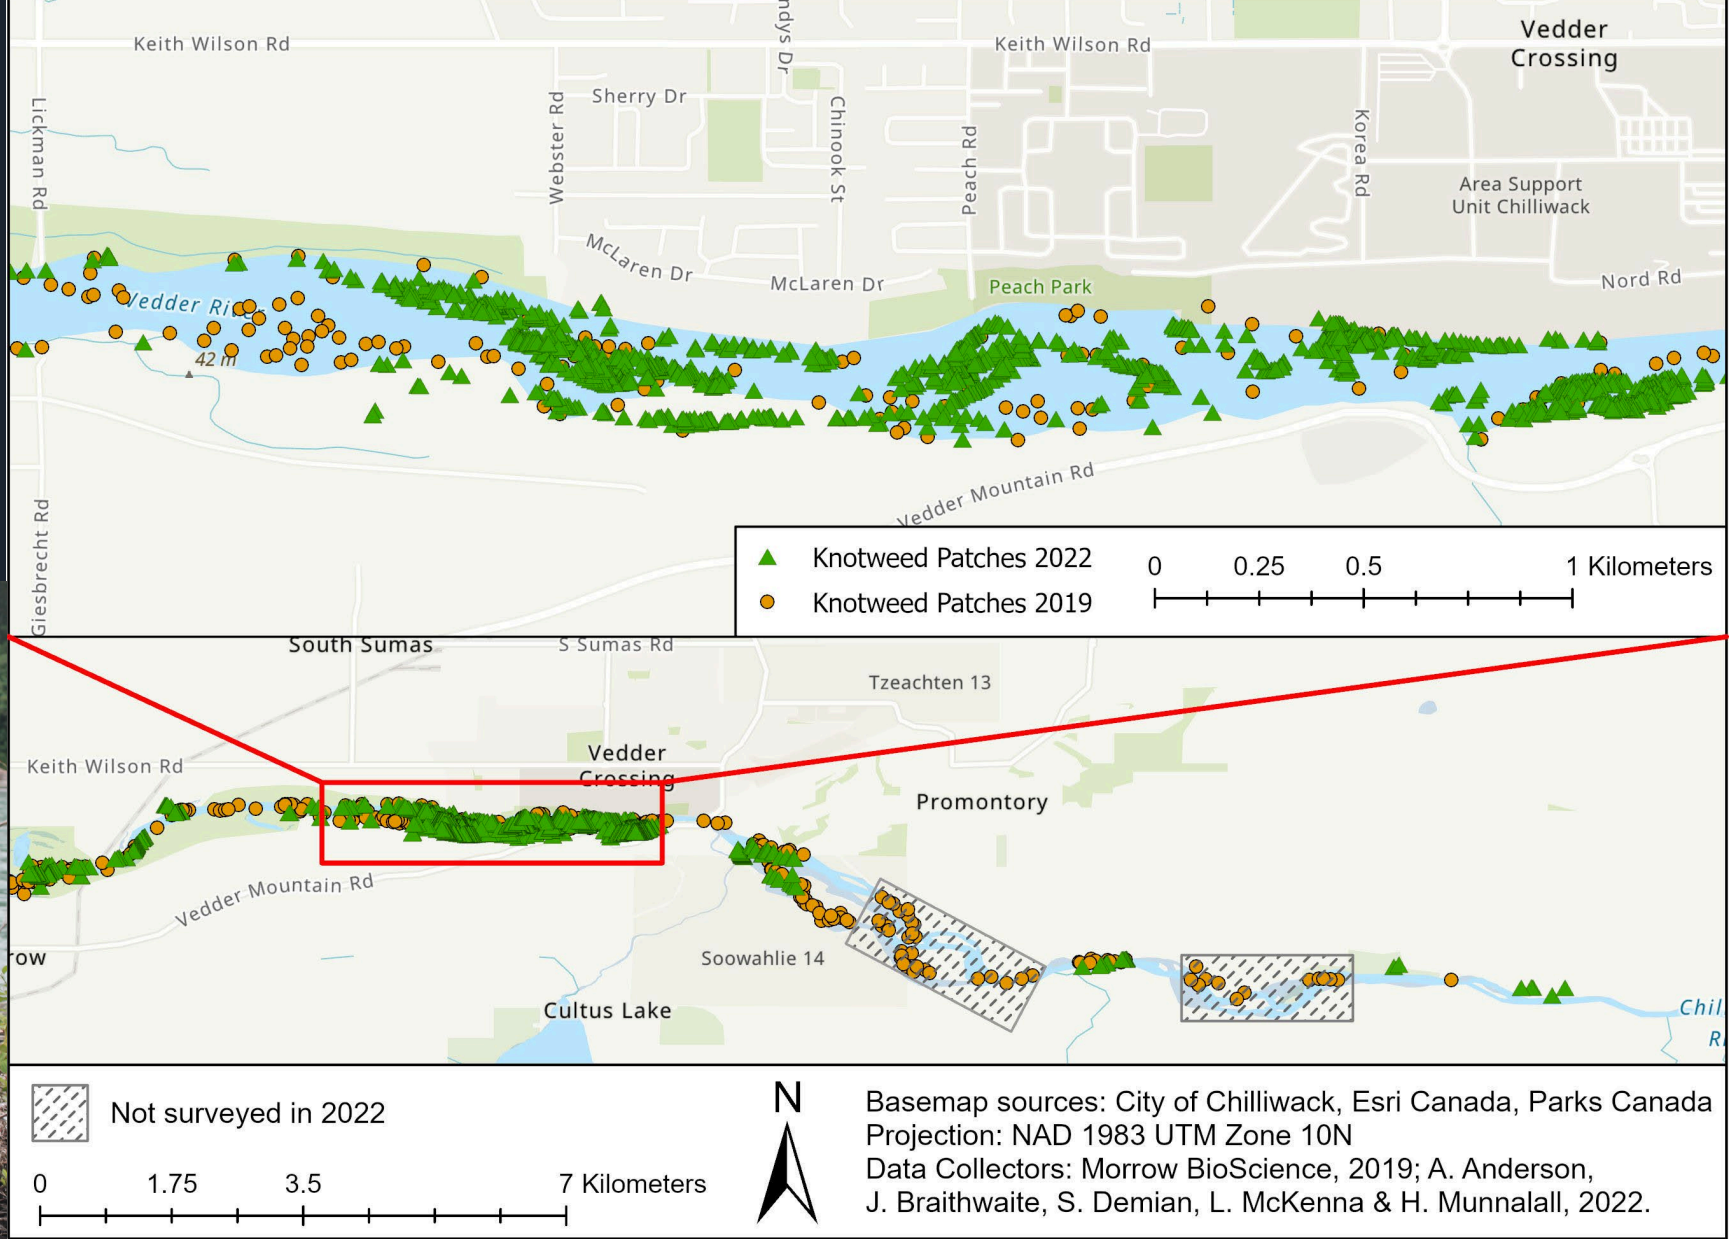 Keith Wilson Rd
ndys Dr
Keith Wilson Rd
Vedder
Crossing
Lickman Rd
Webster Rd
Sherry Dr
Chinook St
Peach Rd
Korea Rd
Area Support
Unit Chilliwack
McLaren Dr
McLaren Dr
Peach Park
Nord Rd
Vedder River
42 m
Giesbrecht Rd
Vedder Mountain Rd
Knotweed Patches 2022
Knotweed Patches 2019
0 0.25 0.5 1 Kilometers
South Sumas
S Sumas Rd
Tzeachten 13
Keith Wilson Rd
Vedder
Crossing
Promontory
Vedder Mountain Rd
row
Soowahlie 14
Cultus Lake
Chil
R
Not surveyed in 2022
0 1.75 3.5 7 Kilometers
N
Basemap sources: City of Chilliwack, Esri Canada, Parks Canada
Projection: NAD 1983 UTM Zone 10N
Data Collectors: Morrow BioScience, 2019; A. Anderson,
J. Braithwaite, S. Demian, L. McKenna & H. Munnalall, 2022.